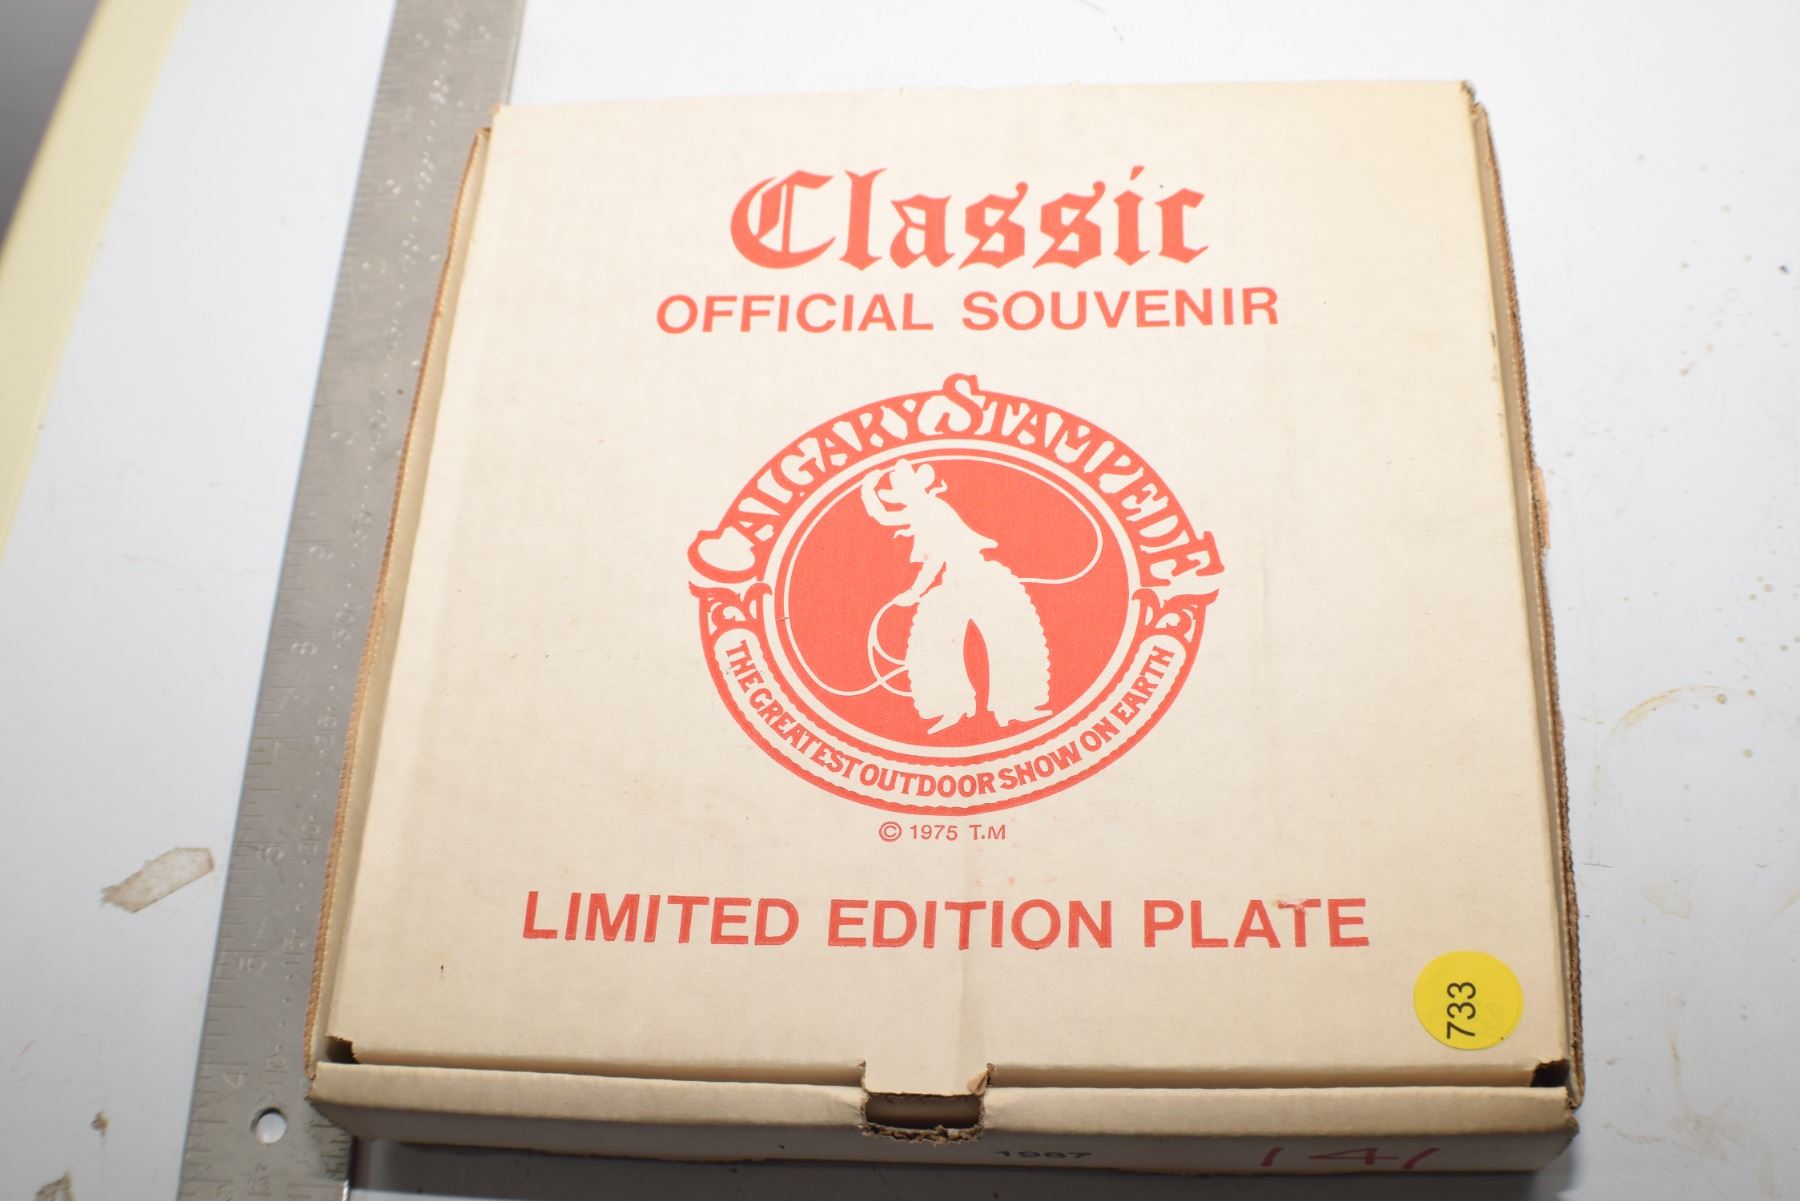 Classic
OFFICIAL SOUVENIR
CALGARY STAMPEDE
THE GREATEST OUTDOOR SHOW ON EARTH
© 1975 T.M
LIMITED EDITION PLATE
733
1987
141